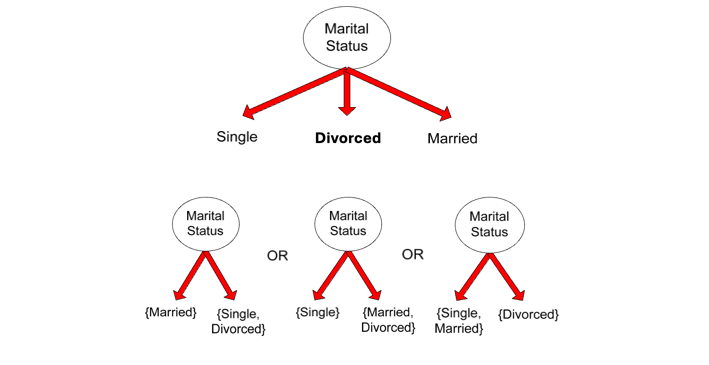 Marital
Status
Single
Divorced
Married
Marital
Status
OR
Marital
Status
OR
Marital
Status
{Married}
{Single,
Divorced}
{Single}
{Married,
Divorced}
{Single,
Married}
{Divorced}